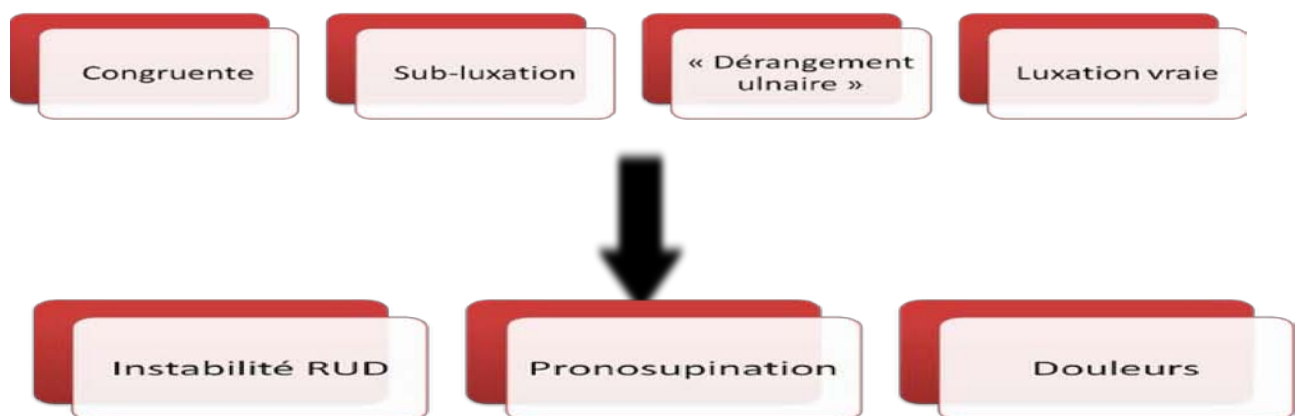 Congruente
Sub-luxation
« Dérangement
ulnaire »
Luxation vraie
Instabilité RUD
Pronosupination
Douleurs